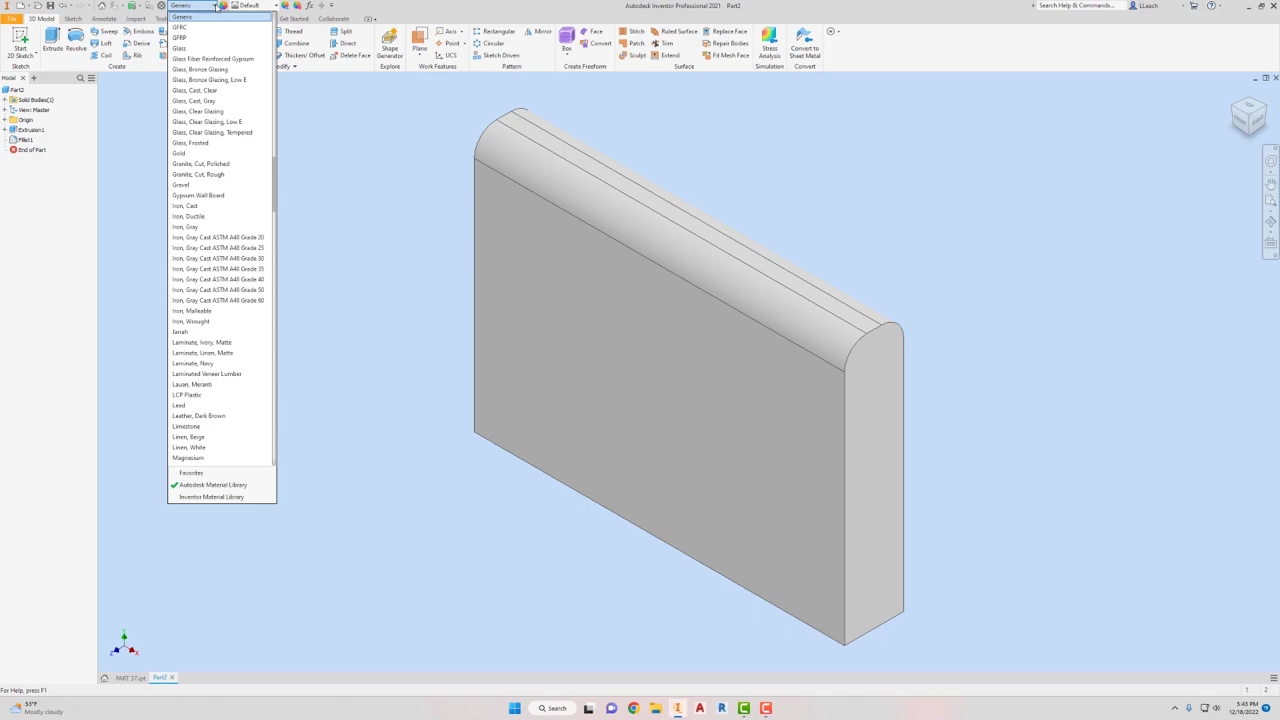 Generic
Default
Autodesk Inventor Professional 2021   Part2
Search Help & Commands...
LLeach
File
3D Model
Sketch
Annotate
Inspect
Get Started
Collaborate
Start
2D Sketch
Sketch
Extrude
Revolve
Sweep
Loft
Coil
Emboss
Derive
Rib
Create
Generic
GFRC
GFRP
Glass
Glass Fiber Reinforced Gypsum
Glass, Bronze Glazing
Glass, Bronze Glazing, Low E
Glass, Cast, Clear
Glass, Cast, Gray
Glass, Clear Glazing
Glass, Clear Glazing, Low E
Glass, Clear Glazing, Tempered
Glass, Frosted
Gold
Granite, Cut, Polished
Granite, Cut, Rough
Gravel
Gypsum Wall Board
Iron, Cast
Iron, Ductile
Iron, Gray
Iron, Gray Cast ASTM A48 Grade 20
Iron, Gray Cast ASTM A48 Grade 25
Iron, Gray Cast ASTM A48 Grade 30
Iron, Gray Cast ASTM A48 Grade 35
Iron, Gray Cast ASTM A48 Grade 40
Iron, Gray Cast ASTM A48 Grade 50
Iron, Gray Cast ASTM A48 Grade 60
Iron, Malleable
Iron, Wrought
Jarrah
Laminate, Ivory, Matte
Laminate, Linen, Matte
Laminate, Navy
Laminated Veneer Lumber
Lauan, Meranti
LCP Plastic
Lead
Leather, Dark Brown
Limestone
Linen, Beige
Linen, White
Magnesium
Favorites
Autodesk Material Library
Inventor Material Library
Thread
Combine
Thicken/ Offset
Split
Direct
Delete Face
Shape
Generator
Explore
Plane
Axis
Point
UCS
Work Features
Rectangular
Circular
Sketch Driven
Mirror
Pattern
Box
Face
Convert
Create Freeform
Stitch
Patch
Sculpt
Ruled Surface
Trim
Extend
Replace Face
Repair Bodies
Fit Mesh Face
Surface
Stress
Analysis
Simulation
Convert to
Sheet Metal
Convert
Model
Part2
Solid Bodies(1)
View: Master
Origin
Extrusion1
Fillet1
End of Part
Y
Z
X
PART 37.ipt
Part2
For Help, press F1
1
2
53°F
Mostly cloudy
Search
5:43 PM
12/18/2022